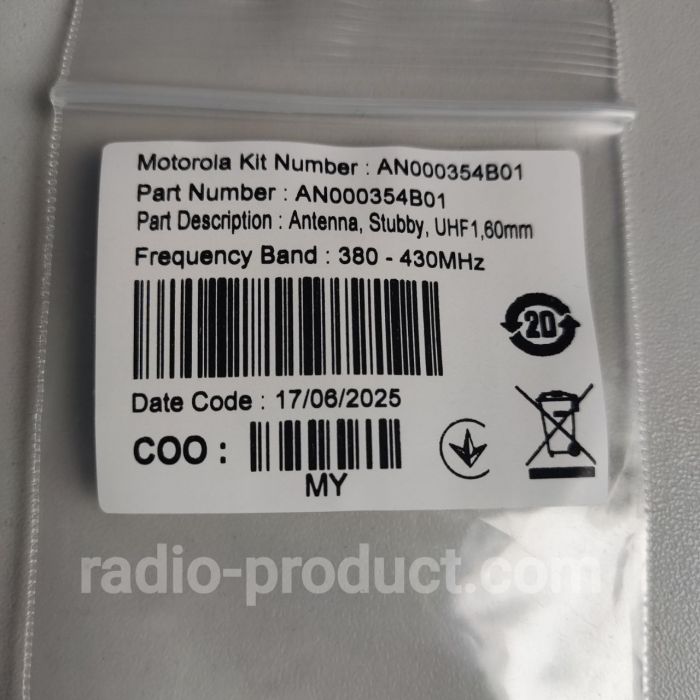 Motorola Kit Number : AN000354B01
Part Number : AN000354B01
Part Description : Antenna, Stubby, UHF1,60mm
Frequency Band : 380 - 430MHz
20
Date Code : 17/06/2025
COO :
MY
radio-product.com